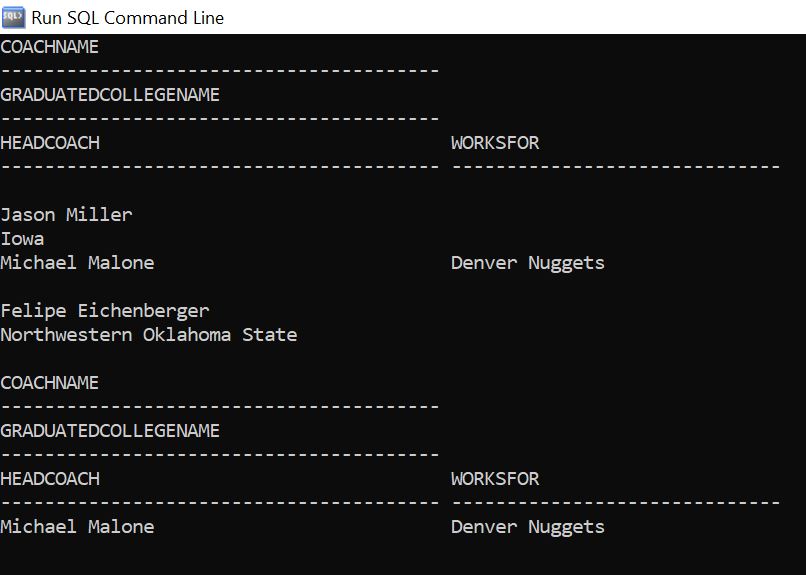 SQL> Run SQL Command Line
COACHNAME
----------------------------------------
GRADUATEDCOLLEGENAME
----------------------------------------
HEADCOACH WORKSFOR
---------------------------------------- ------------------------------
Jason Miller
Iowa
Michael Malone Denver Nuggets
Felipe Eichenberger
Northwestern Oklahoma State
COACHNAME
----------------------------------------
GRADUATEDCOLLEGENAME
----------------------------------------
HEADCOACH WORKSFOR
---------------------------------------- ------------------------------
Michael Malone Denver Nuggets